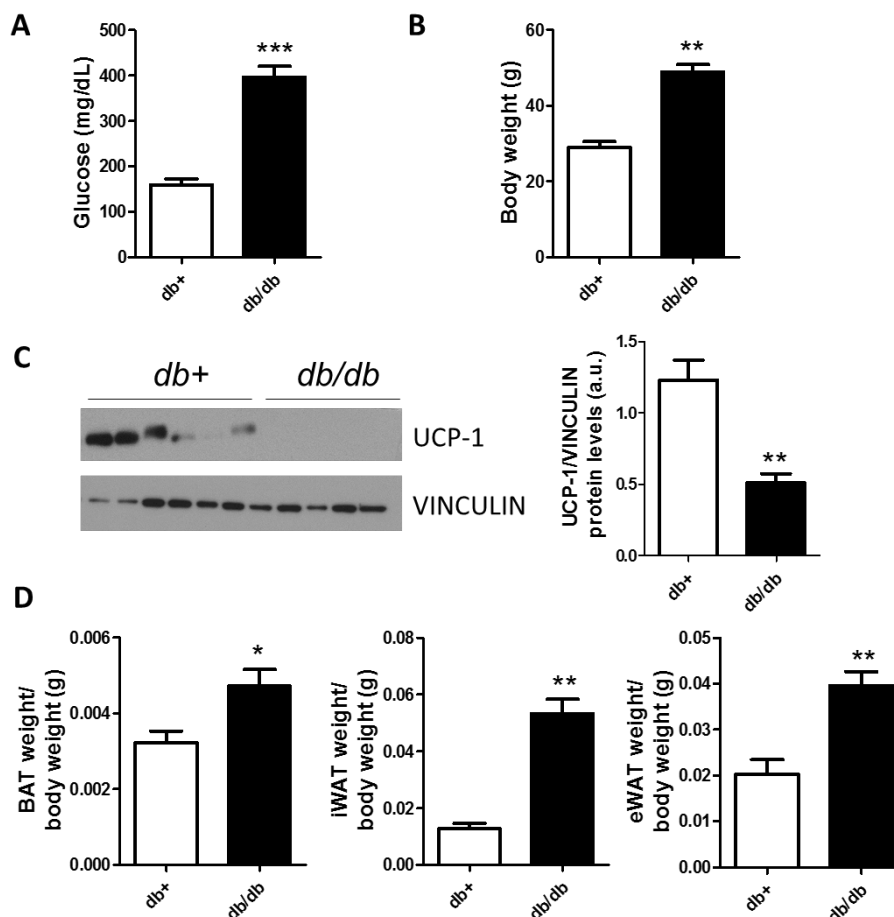 A
Glucose (mg/dL)
500
400
300
200
100
0
***
db+
db/db
B
Body weight (g)
60
40
20
0
**
db+
db/db
C
db+ db/db
UCP-1
VINCULIN
UCP-1/VINCULIN
protein levels (a.u.)
1.5
1.0
0.5
0.0
**
db+
db/db
D
BAT weight/
body weight (g)
0.006
0.004
0.002
0.000
*
db+
db/db
iWAT weight/
body weight (g)
0.08
0.06
0.04
0.02
0.00
**
db+
db/db
eWAT weight/
body weight (g)
0.05
0.04
0.03
0.02
0.01
0.00
**
db+
db/db